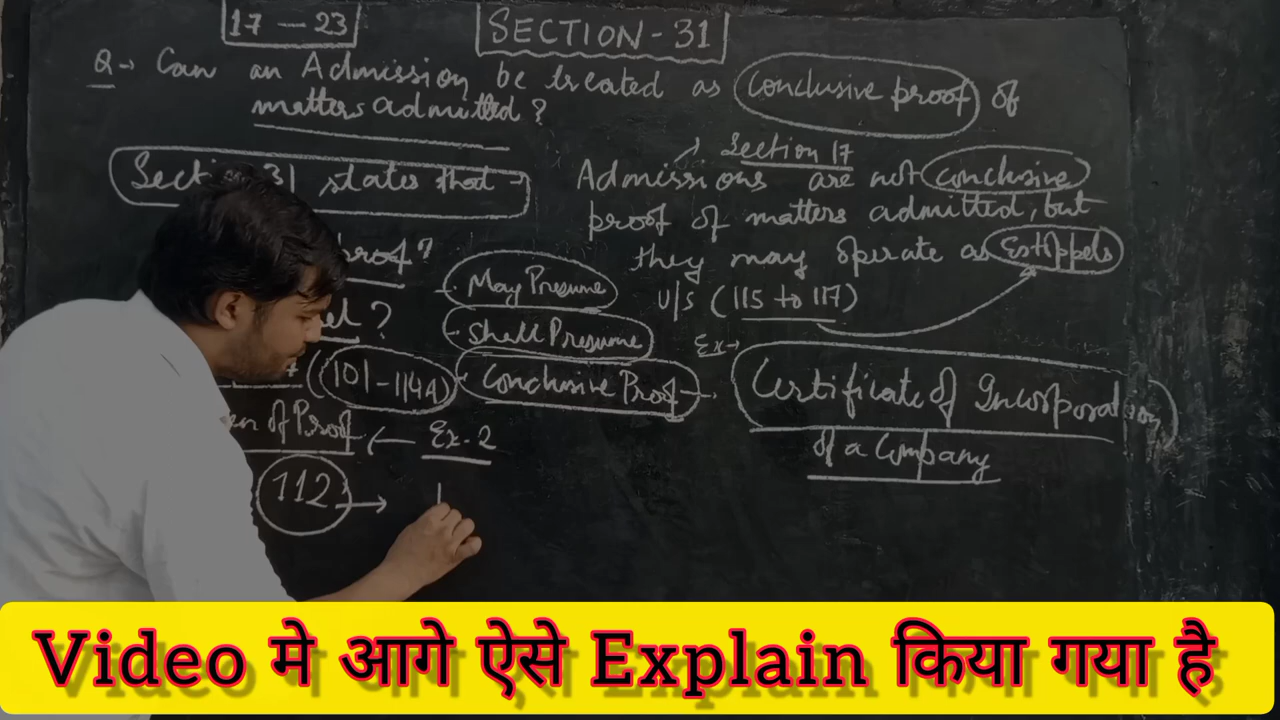 17 — 23
SECTION - 31
Q→ Can an Admission be treated as Conclusive proof of
matters admitted ?
Section 31 states that -
→ Section 17
Admissions are not conclusive
proof of matters admitted, but
they may operate as Estoppels
U/s (115 to 117)
?
?
(101 - 114A)
of Proof ← Ex-2
112 →
- May Presume
- Shall Presume
- Conclusive Proof →
Ex→
Certificate of Incorporation
of a Company
Video मे आगे ऐसे Explain किया गया है